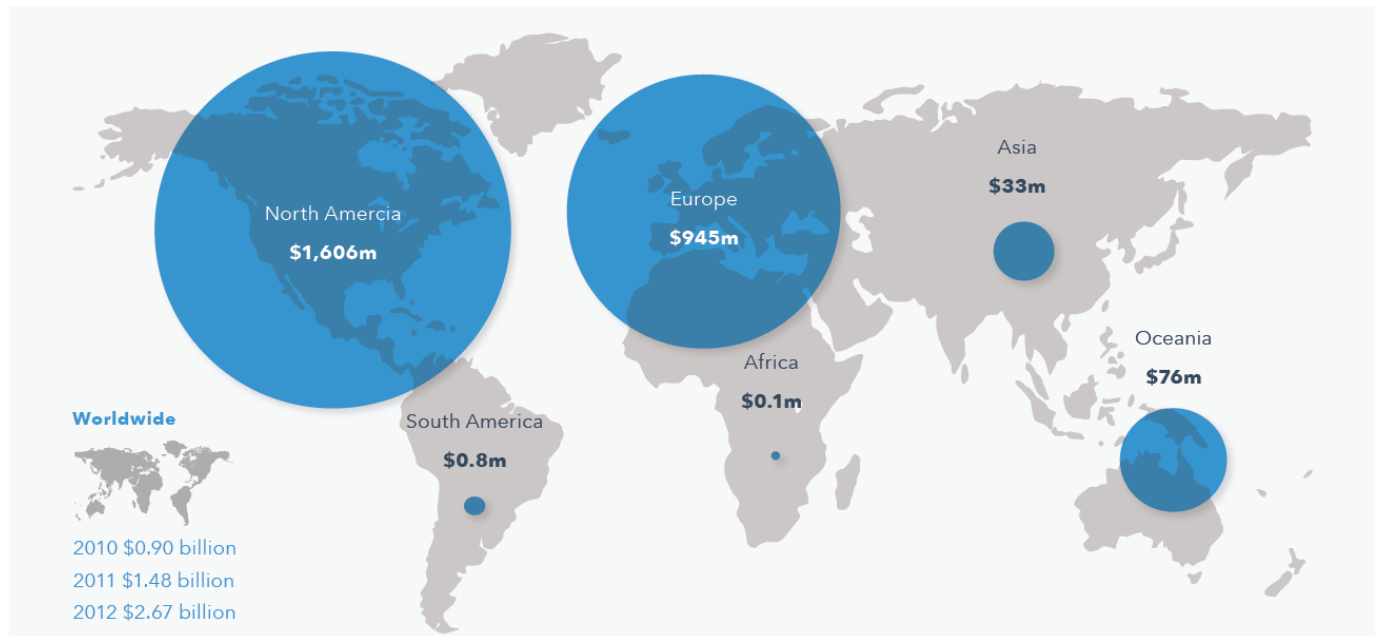 North Amercia
$1,606m
Europe
$945m
Asia
$33m
Oceania
$76m
Africa
$0.1m
South America
$0.8m
Worldwide
2010 $0.90 billion
2011 $1.48 billion
2012 $2.67 billion